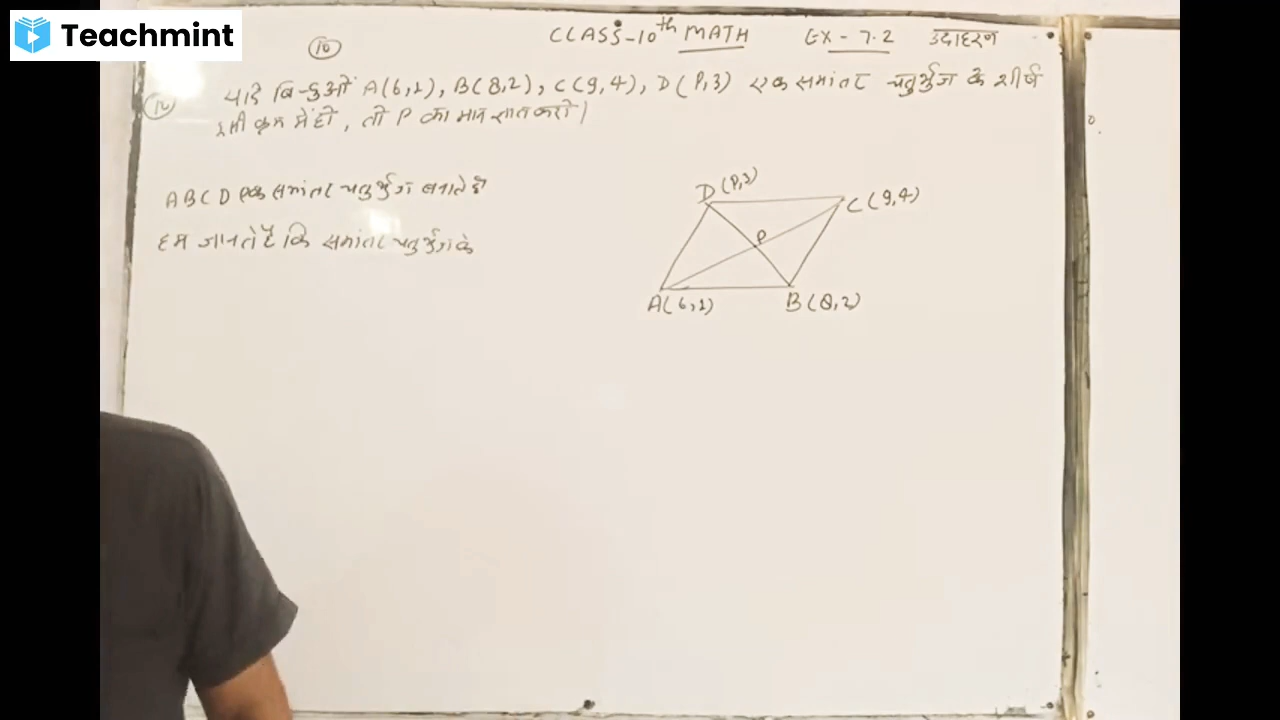 Teachmint
CLASS-10th MATH EX-7.2 उदाहरण
10
10 यदि बिन्दुओं A(6,1), B(8,2), C(9,4), D(P,3) एक समांतर चतुर्भुज के शीर्ष
इसी क्रम में हो, तो P का मान ज्ञात करो।
ABCD एक समांतर चतुर्भुज बनाते है
हम जानते है कि समांतर चतुर्भुज के
D(P,3)
C(9,4)
P
A(6,1)
B(8,2)